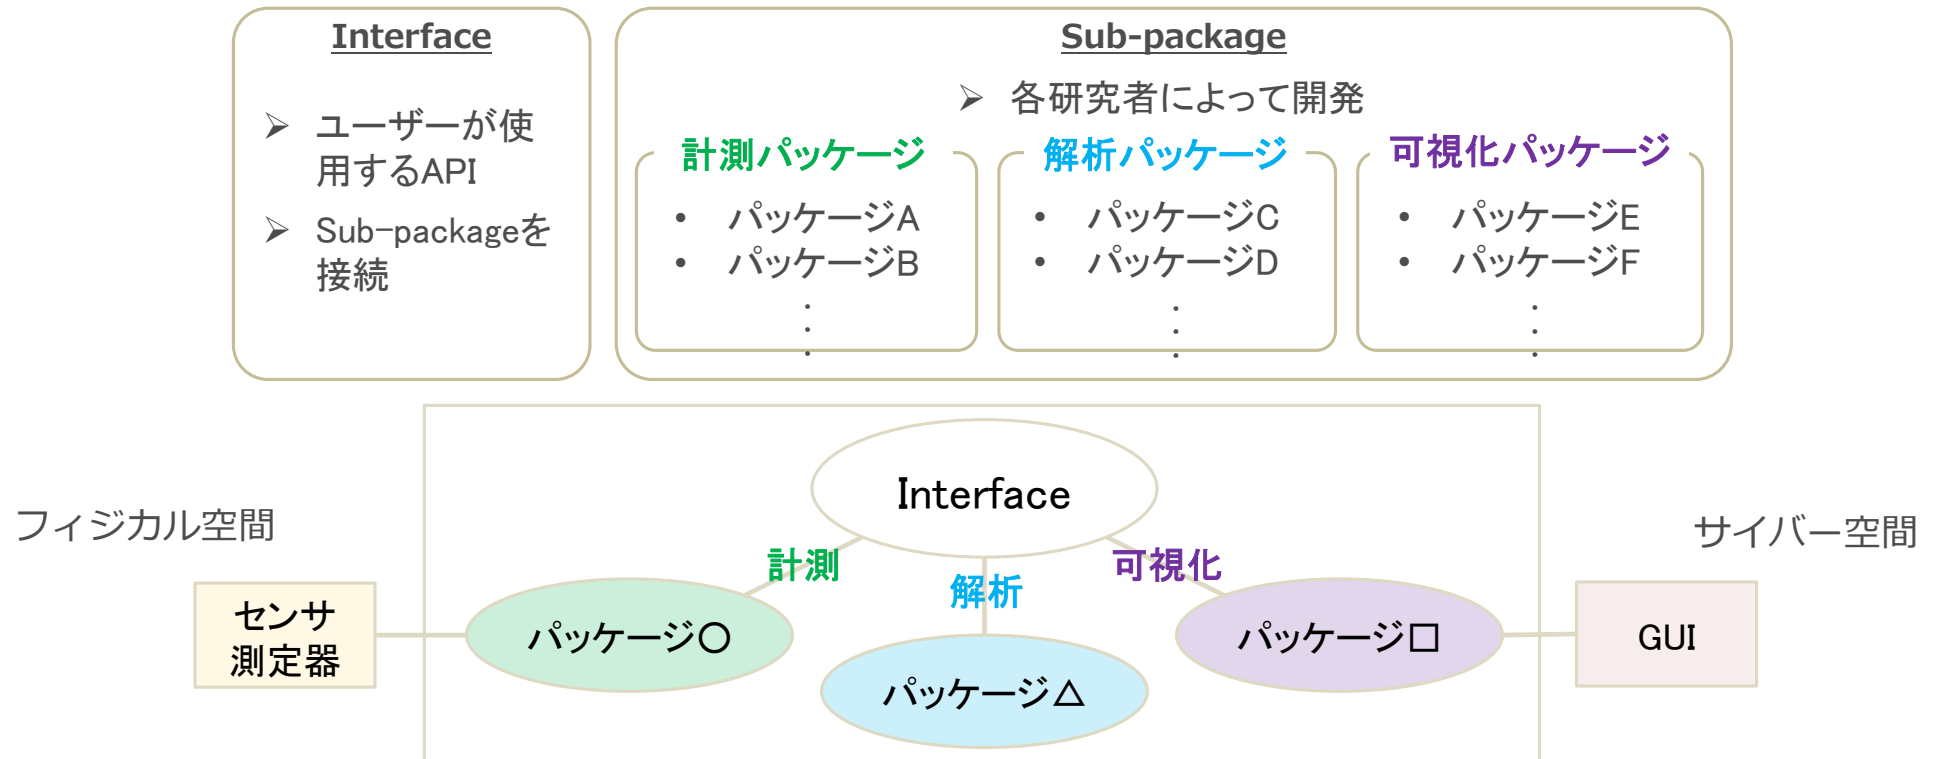 Interface
➢ ユーザーが使
用するAPI
➢ Sub-packageを
接続
Sub-package
➢ 各研究者によって開発
計測パッケージ
• パッケージA
• パッケージB
.
.
.
解析パッケージ
• パッケージC
• パッケージD
.
.
.
可視化パッケージ
• パッケージE
• パッケージF
.
.
.
フィジカル空間
センサ
測定器
Interface
計測
解析
可視化
パッケージ〇
パッケージ△
パッケージ□
サイバー空間
GUI